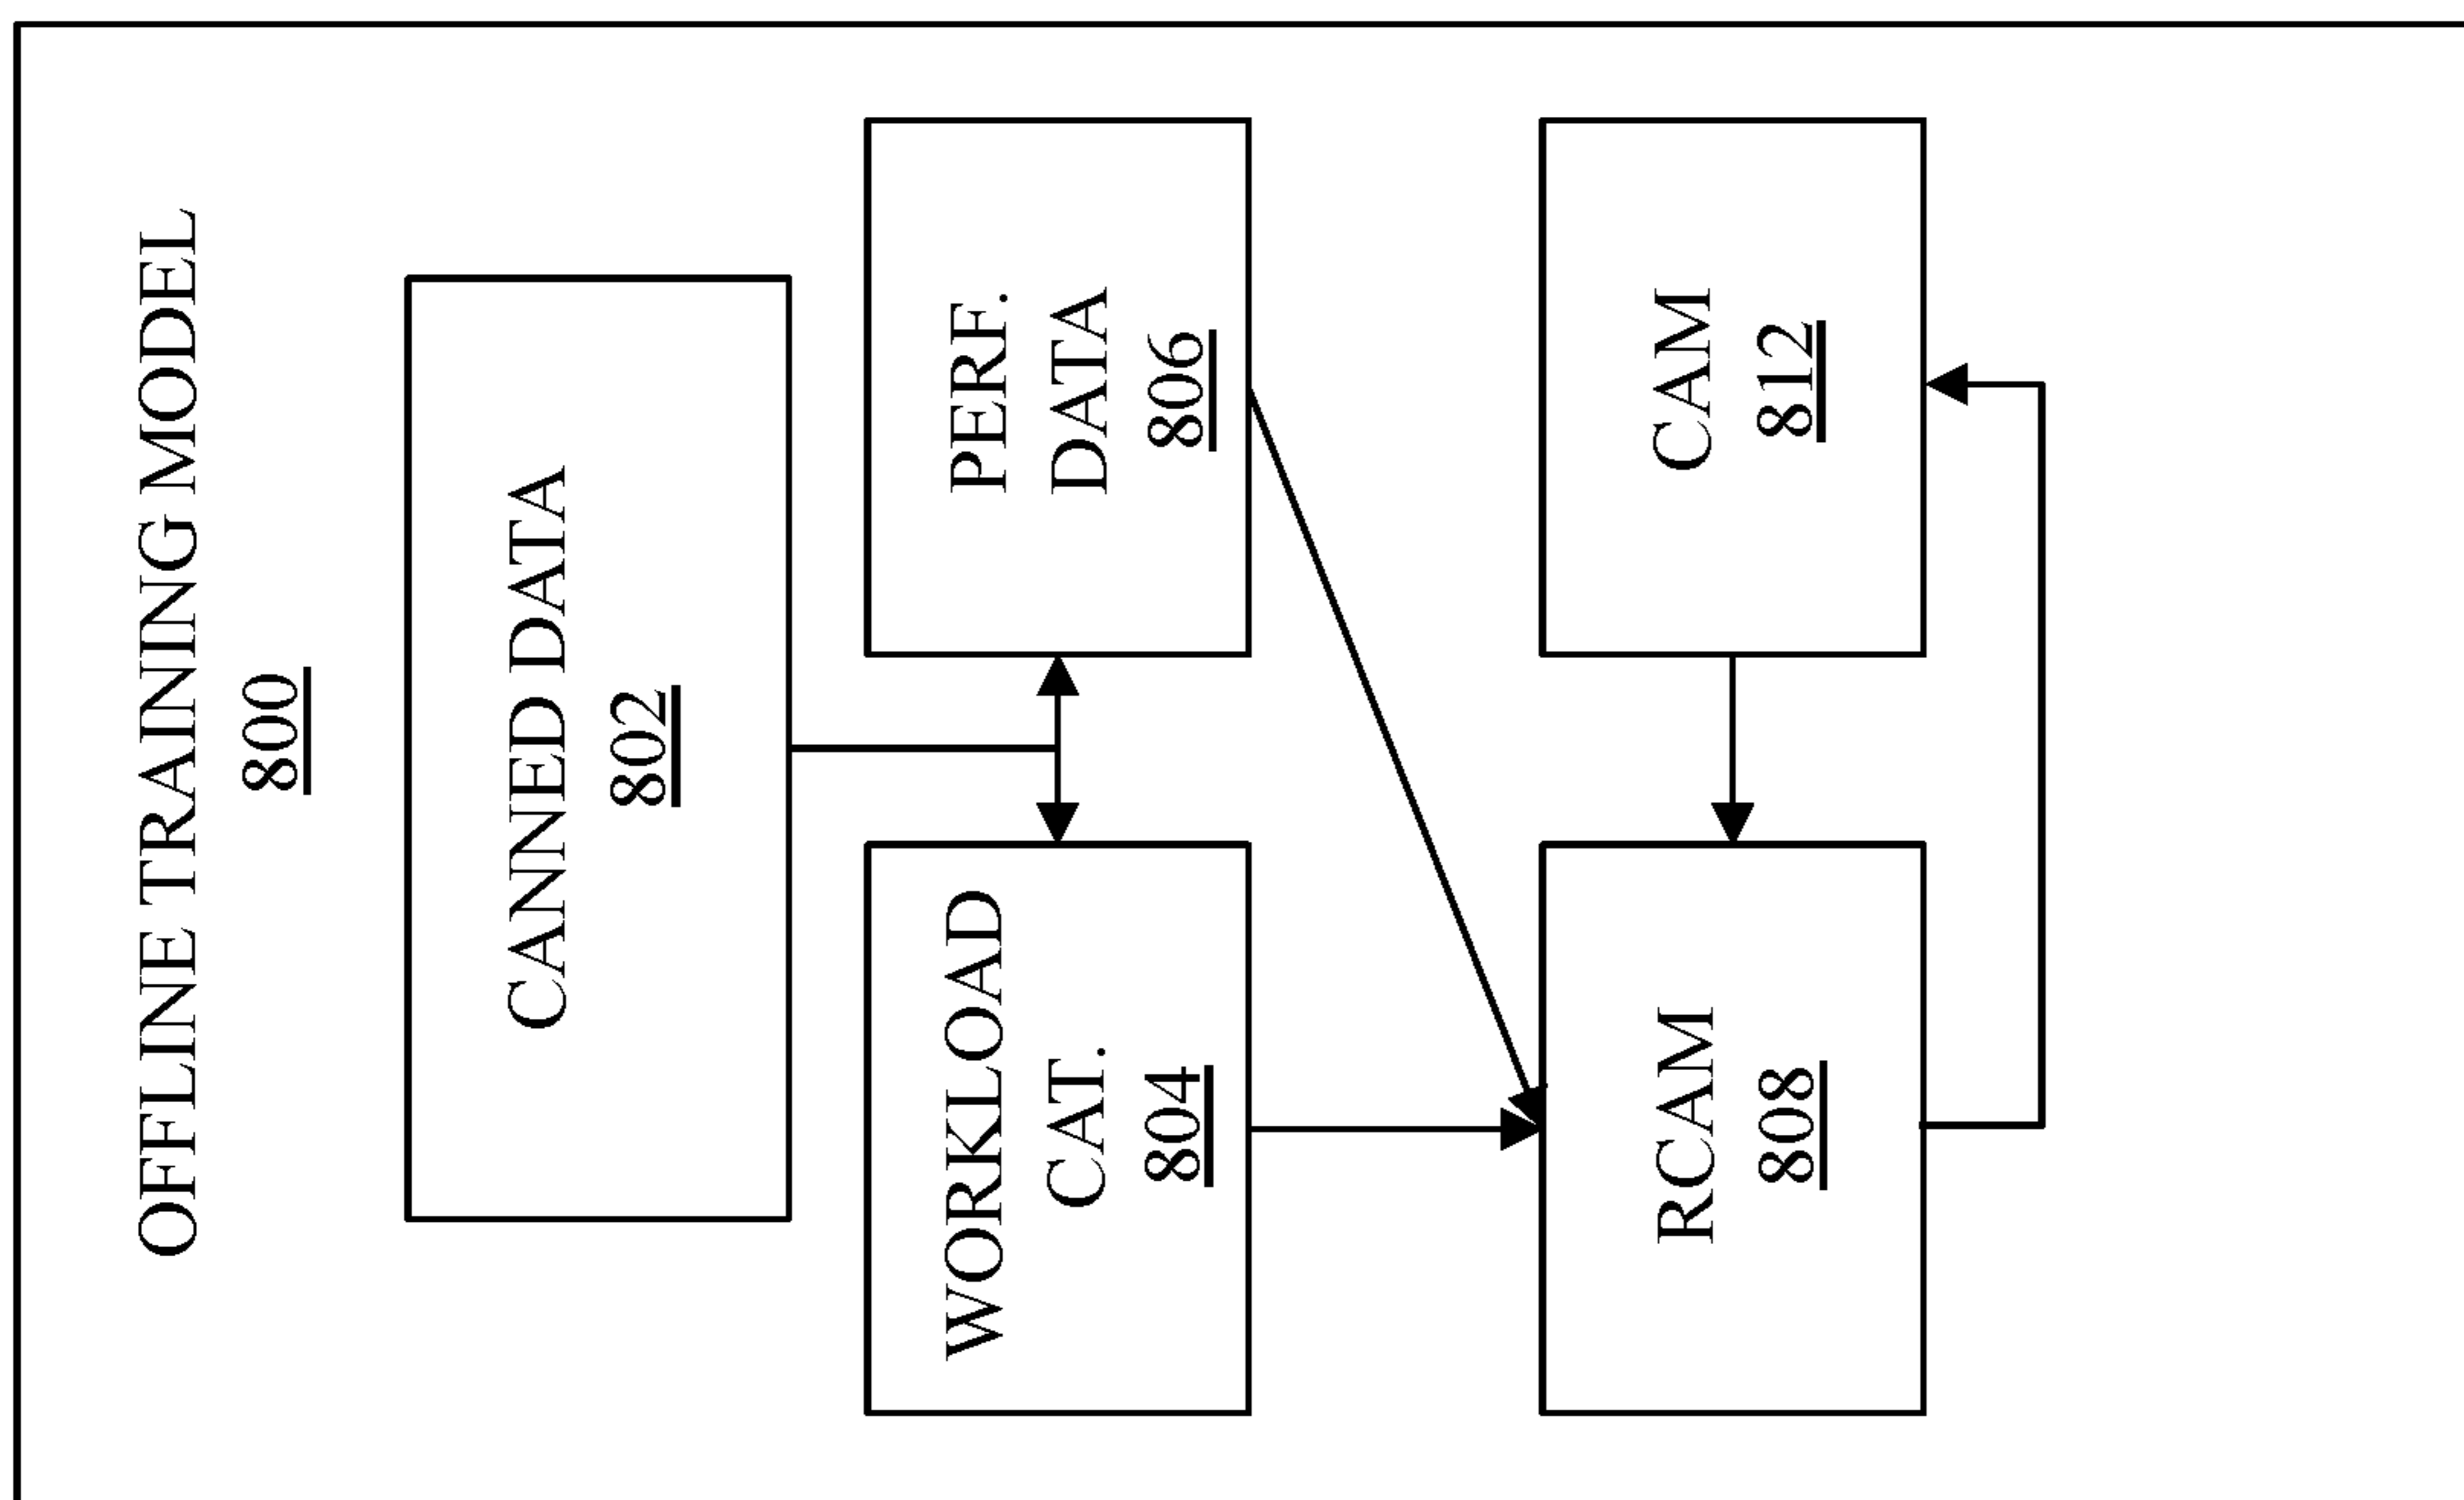 OFFLINE TRAINING MODEL
800
CANNED DATA
802
WORKLOAD
CAT.
804
PERF.
DATA
806
RCAM
808
CAM
812